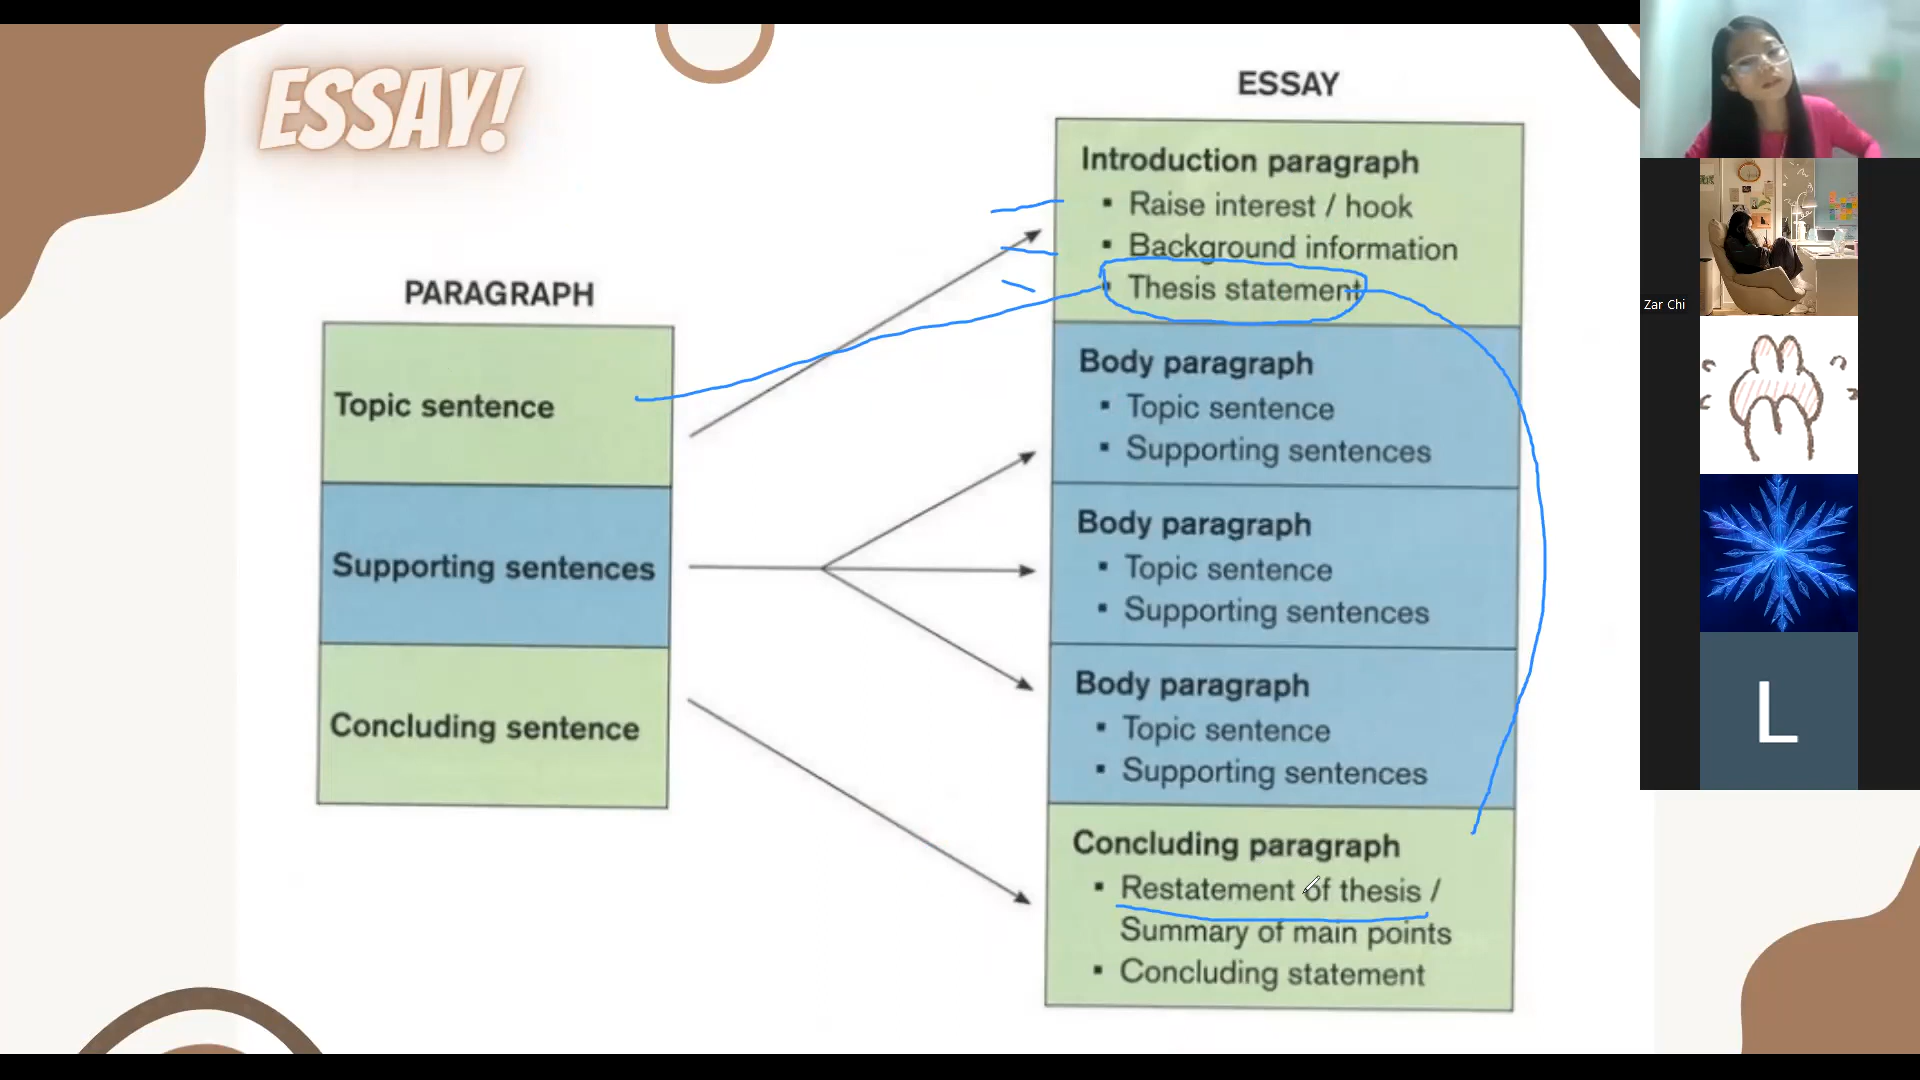 ESSAY!
PARAGRAPH
Topic sentence
Supporting sentences
Concluding sentence
ESSAY
Introduction paragraph
▪ Raise interest / hook
▪ Background information
▪ Thesis statement
Body paragraph
▪ Topic sentence
▪ Supporting sentences
Body paragraph
▪ Topic sentence
▪ Supporting sentences
Body paragraph
▪ Topic sentence
▪ Supporting sentences
Concluding paragraph
▪ Restatement of thesis /
Summary of main points
▪ Concluding statement
Zar Chi
L